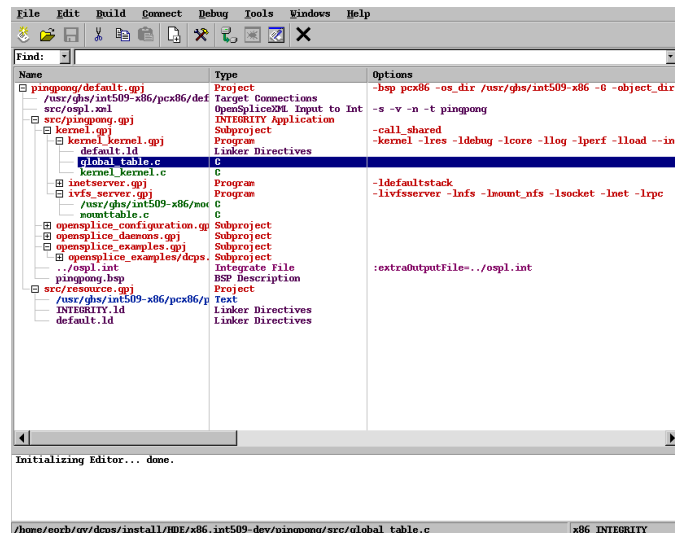 File Edit Build Connect Debug Tools Windows Help
Find:
Name Type Options
pingpong/default.gpj Project -bsp pcx86 -os_dir /usr/ghs/int509-x86 -G -object_dir
/usr/ghs/int509-x86/pcx86/def Target Connections
src/ospl.xml OpenSpliceXML Input to Int -s -v -n -t pingpong
src/pingpong.gpj INTEGRITY Application
kernel.gpj Subproject -call_shared
kernel_kernel.gpj Program -kernel -lres -ldebug -lcore -llog -lperf -lload --in
default.ld Linker Directives
global_table.c C
kernel_kernel.c C
inetserver.gpj Program -ldefaultstack
ivfs_server.gpj Program -livfsserver -lnfs -lmount_nfs -lsocket -lnet -lrpc
/usr/ghs/int509-x86/mod C
mounttable.c C
opensplice_configuration.gp Subproject
opensplice_daemons.gpj Subproject
opensplice_examples.gpj Subproject
opensplice_examples/dcps. Subproject
../ospl.int Integrate File :extraOutputFile=../ospl.int
pingpong.bsp BSP Description
src/resource.gpj Project
/usr/ghs/int509-x86/pcx86/p Text
INTEGRITY.ld Linker Directives
default.ld Linker Directives
Initializing Editor... done.
/home/eorb/gv/dcps/install/HDE/x86.int509-dev/pingpong/src/global_table.c x86 INTEGRITY